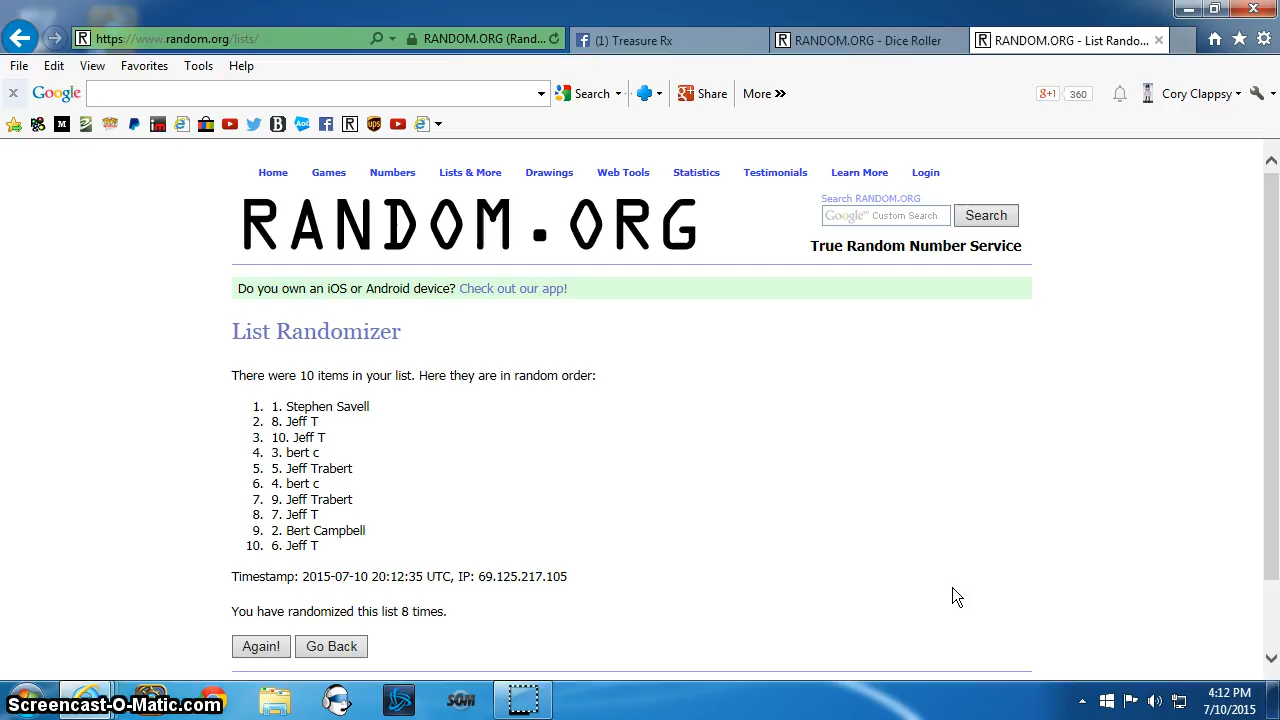 https://www.random.org/lists/
RANDOM.ORG (Rand...
(1) Treasure Rx
RANDOM.ORG - Dice Roller
RANDOM.ORG - List Rando...
File Edit View Favorites Tools Help
Google
Search
Share
More »
g+1 360
Cory Clappsy
Home Games Numbers Lists & More Drawings Web Tools Statistics Testimonials Learn More Login
RANDOM.ORG
Search RANDOM.ORG
Google™ Custom Search
Search
True Random Number Service
Do you own an iOS or Android device? Check out our app!
List Randomizer
There were 10 items in your list. Here they are in random order:
1. 1. Stephen Savell
2. 8. Jeff T
3. 10. Jeff T
4. 3. bert c
5. 5. Jeff Trabert
6. 4. bert c
7. 9. Jeff Trabert
8. 7. Jeff T
9. 2. Bert Campbell
10. 6. Jeff T
Timestamp: 2015-07-10 20:12:35 UTC, IP: 69.125.217.105
You have randomized this list 8 times.
Again! Go Back
Screencast-O-Matic.com
SOM
4:12 PM
7/10/2015